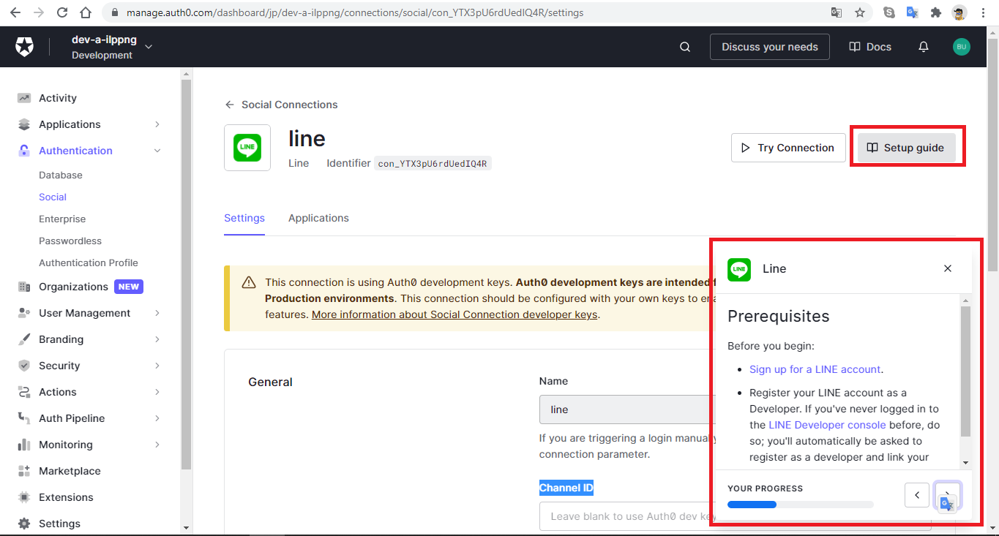 manage.auth0.com/dashboard/jp/dev-a-ilppng/connections/social/con_YTX3pU6rdUedIQ4R/settings
dev-a-ilppng
Development
Discuss your needs
Docs
BU
Activity
Applications
Authentication
Database
Social
Enterprise
Passwordless
Authentication Profile
Organizations NEW
User Management
Branding
Security
Actions
Auth Pipeline
Monitoring
Marketplace
Extensions
Settings
Social Connections
LINE
line
Line Identifier con_YTX3pU6rdUedIQ4R
Try Connection
Setup guide
Settings Applications
This connection is using Auth0 development keys. Auth0 development keys are intended
Production environments. This connection should be configured with your own keys to
features. More information about Social Connection developer keys.
General
Name
line
If you are triggering a login manually
connection parameter.
Channel ID
Leave blank to use Auth0 dev
LINE
Line
Prerequisites
Before you begin:
• Sign up for a LINE account.
• Register your LINE account as a
Developer. If you've never logged in to
the LINE Developer console before, do
so; you'll automatically be asked to
register as a developer and link your
YOUR PROGRESS